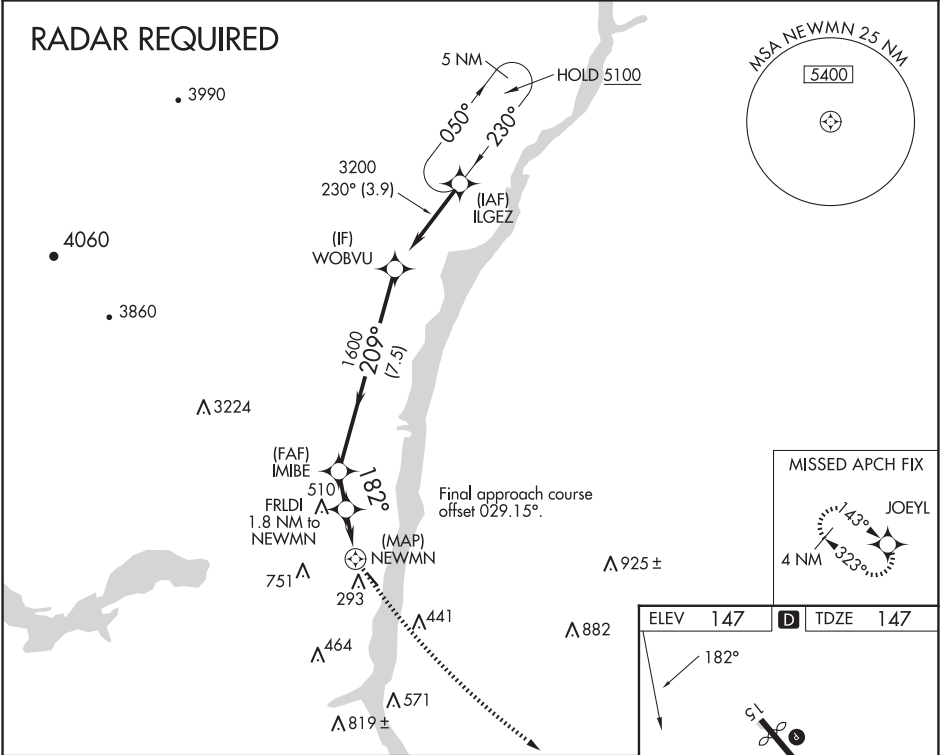 RADAR REQUIRED
MSA NEWMN 25 NM
5400
5 NM
HOLD 5100
3990
050°
230°
3200
230° (3.9)
(IAF)
ILGEZ
(IF)
WOBVU
4060
3860
1600
209°
(7.5)
3224
(FAF)
IMIBE
182°
510
FRLDI
1.8 NM to
NEWMN
Final approach course
offset 029.15°.
(MAP)
NEWMN
MISSED APCH FIX
JOEYL
143°
323°
4 NM
751
293
925 ±
441
882
464
571
819 ±
ELEV 147 D TDZE 147
182°
15
P